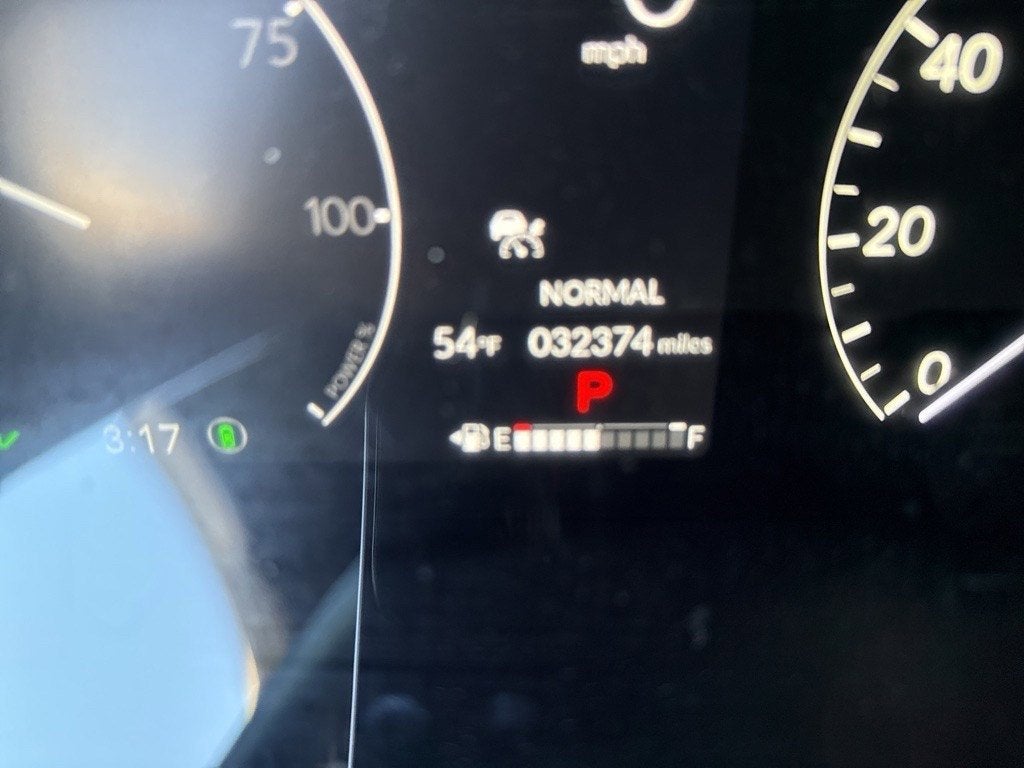 75
mph
40
100
20
NORMAL
54°F 032374 miles
POWER %
P
0
3:17
E F